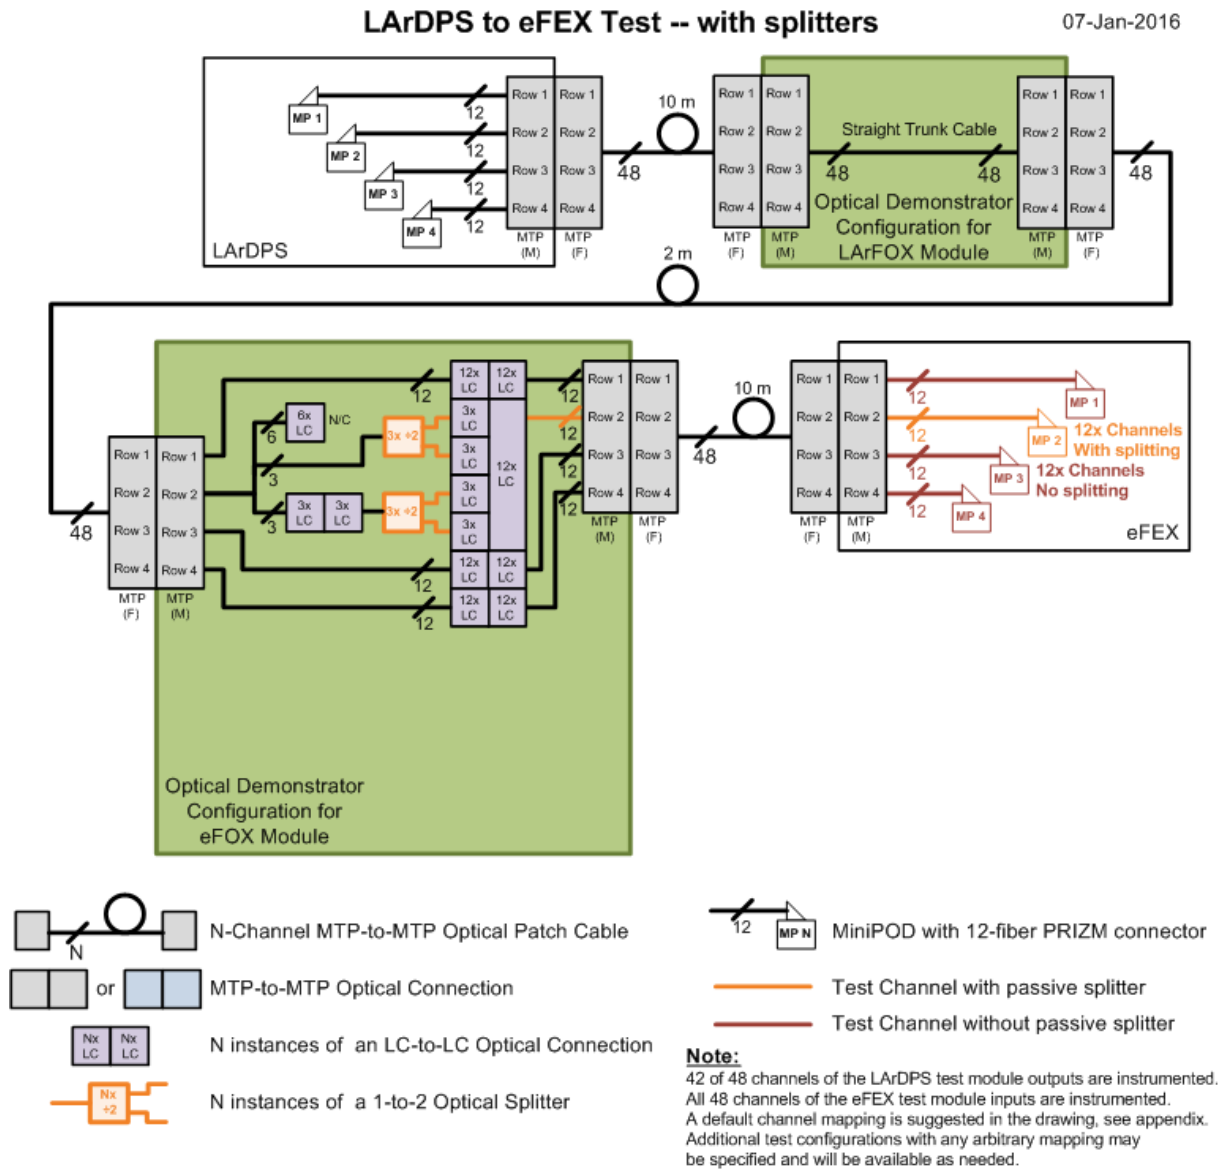 LArDPS to eFEX Test -- with splitters
07-Jan-2016
MP 1
MP 2
MP 3
MP 4
12
12
12
12
Row 1 Row 1
Row 2 Row 2
Row 3 Row 3
Row 4 Row 4
MTP (M)
MTP (F)
LArDPS
48
10 m
Row 1 Row 1
Row 2 Row 2
Row 3 Row 3
Row 4 Row 4
MTP (F)
MTP (M)
Straight Trunk Cable
48
48
Optical Demonstrator
Configuration for
LArFOX Module
Row 1 Row 1
Row 2 Row 2
Row 3 Row 3
Row 4 Row 4
MTP (M)
MTP (F)
48
2 m
48
Row 1 Row 1
Row 2 Row 2
Row 3 Row 3
Row 4 Row 4
MTP (F)
MTP (M)
6
6x LC
N/C
3
3
3x LC
3x LC
3x ÷2
3x ÷2
12
12
12
12x LC
12x LC
3x LC
3x LC
3x LC
3x LC
12x LC
12x LC
12x LC
12x LC
12x LC
12
12
12
12
Row 1 Row 1
Row 2 Row 2
Row 3 Row 3
Row 4 Row 4
MTP (M)
MTP (F)
48
10 m
Row 1 Row 1
Row 2 Row 2
Row 3 Row 3
Row 4 Row 4
MTP (F)
MTP (M)
12
12
12
12
MP 1
MP 2
MP 3
MP 4
12x Channels
With splitting
12x Channels
No splitting
eFEX
Optical Demonstrator
Configuration for
eFOX Module
N
N-Channel MTP-to-MTP Optical Patch Cable
or
MTP-to-MTP Optical Connection
Nx LC
Nx LC
N instances of an LC-to-LC Optical Connection
Nx ÷2
N instances of a 1-to-2 Optical Splitter
12
MP N
MiniPOD with 12-fiber PRIZM connector
Test Channel with passive splitter
Test Channel without passive splitter
Note:
42 of 48 channels of the LArDPS test module outputs are instrumented.
All 48 channels of the eFEX test module inputs are instrumented.
A default channel mapping is suggested in the drawing, see appendix.
Additional test configurations with any arbitrary mapping may
be specified and will be available as needed.